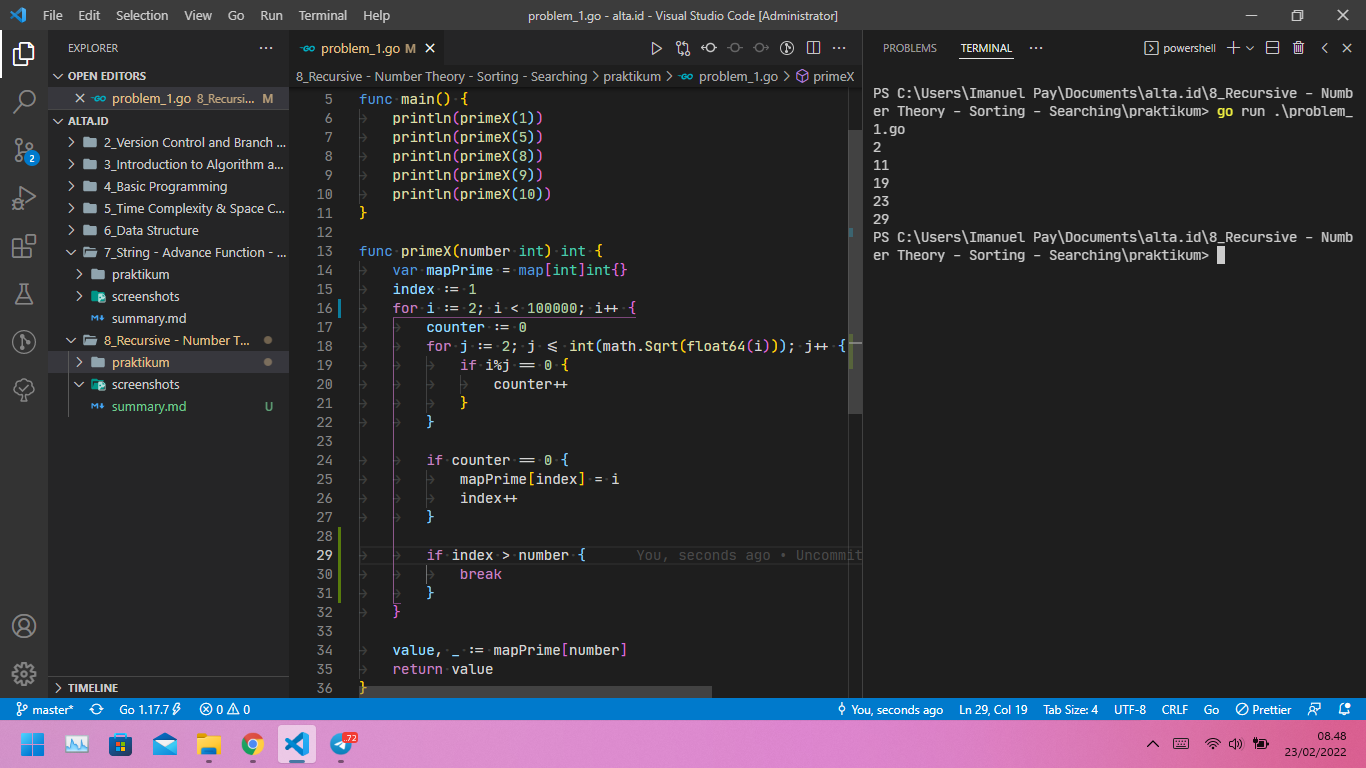 File Edit Selection View Go Run Terminal Help problem_1.go - alta.id - Visual Studio Code [Administrator]
EXPLORER
OPEN EDITORS
problem_1.go 8_Recursi... M
ALTA.ID
2_Version Control and Branch ...
3_Introduction to Algorithm a...
4_Basic Programming
5_Time Complexity & Space C...
6_Data Structure
7_String - Advance Function - ...
praktikum
screenshots
summary.md
8_Recursive - Number T...
praktikum
screenshots
summary.md U
TIMELINE
2
problem_1.go M
8_Recursive - Number Theory - Sorting - Searching > praktikum > problem_1.go > primeX
5 func main() {
6 println(primeX(1))
7 println(primeX(5))
8 println(primeX(8))
9 println(primeX(9))
10 println(primeX(10))
11 }
12
13 func primeX(number int) int {
14 var mapPrime = map[int]int{}
15 index := 1
16 for i := 2; i < 100000; i++ {
17 counter := 0
18 for j := 2; j <= int(math.Sqrt(float64(i))); j++ {
19 if i%j == 0 {
20 counter++
21 }
22 }
23
24 if counter == 0 {
25 mapPrime[index] = i
26 index++
27 }
28
29 if index > number { You, seconds ago • Uncommit
30 break
31 }
32 }
33
34 value, _ := mapPrime[number]
35 return value
36 }
PROBLEMS TERMINAL powershell
PS C:\Users\Imanuel Pay\Documents\alta.id\8_Recursive - Numb
er Theory - Sorting - Searching\praktikum> go run .\problem_
1.go
2
11
19
23
29
PS C:\Users\Imanuel Pay\Documents\alta.id\8_Recursive - Numb
er Theory - Sorting - Searching\praktikum>
master* Go 1.17.7 0 0 You, seconds ago Ln 29, Col 19 Tab Size: 4 UTF-8 CRLF Go Prettier
72
08.48
23/02/2022